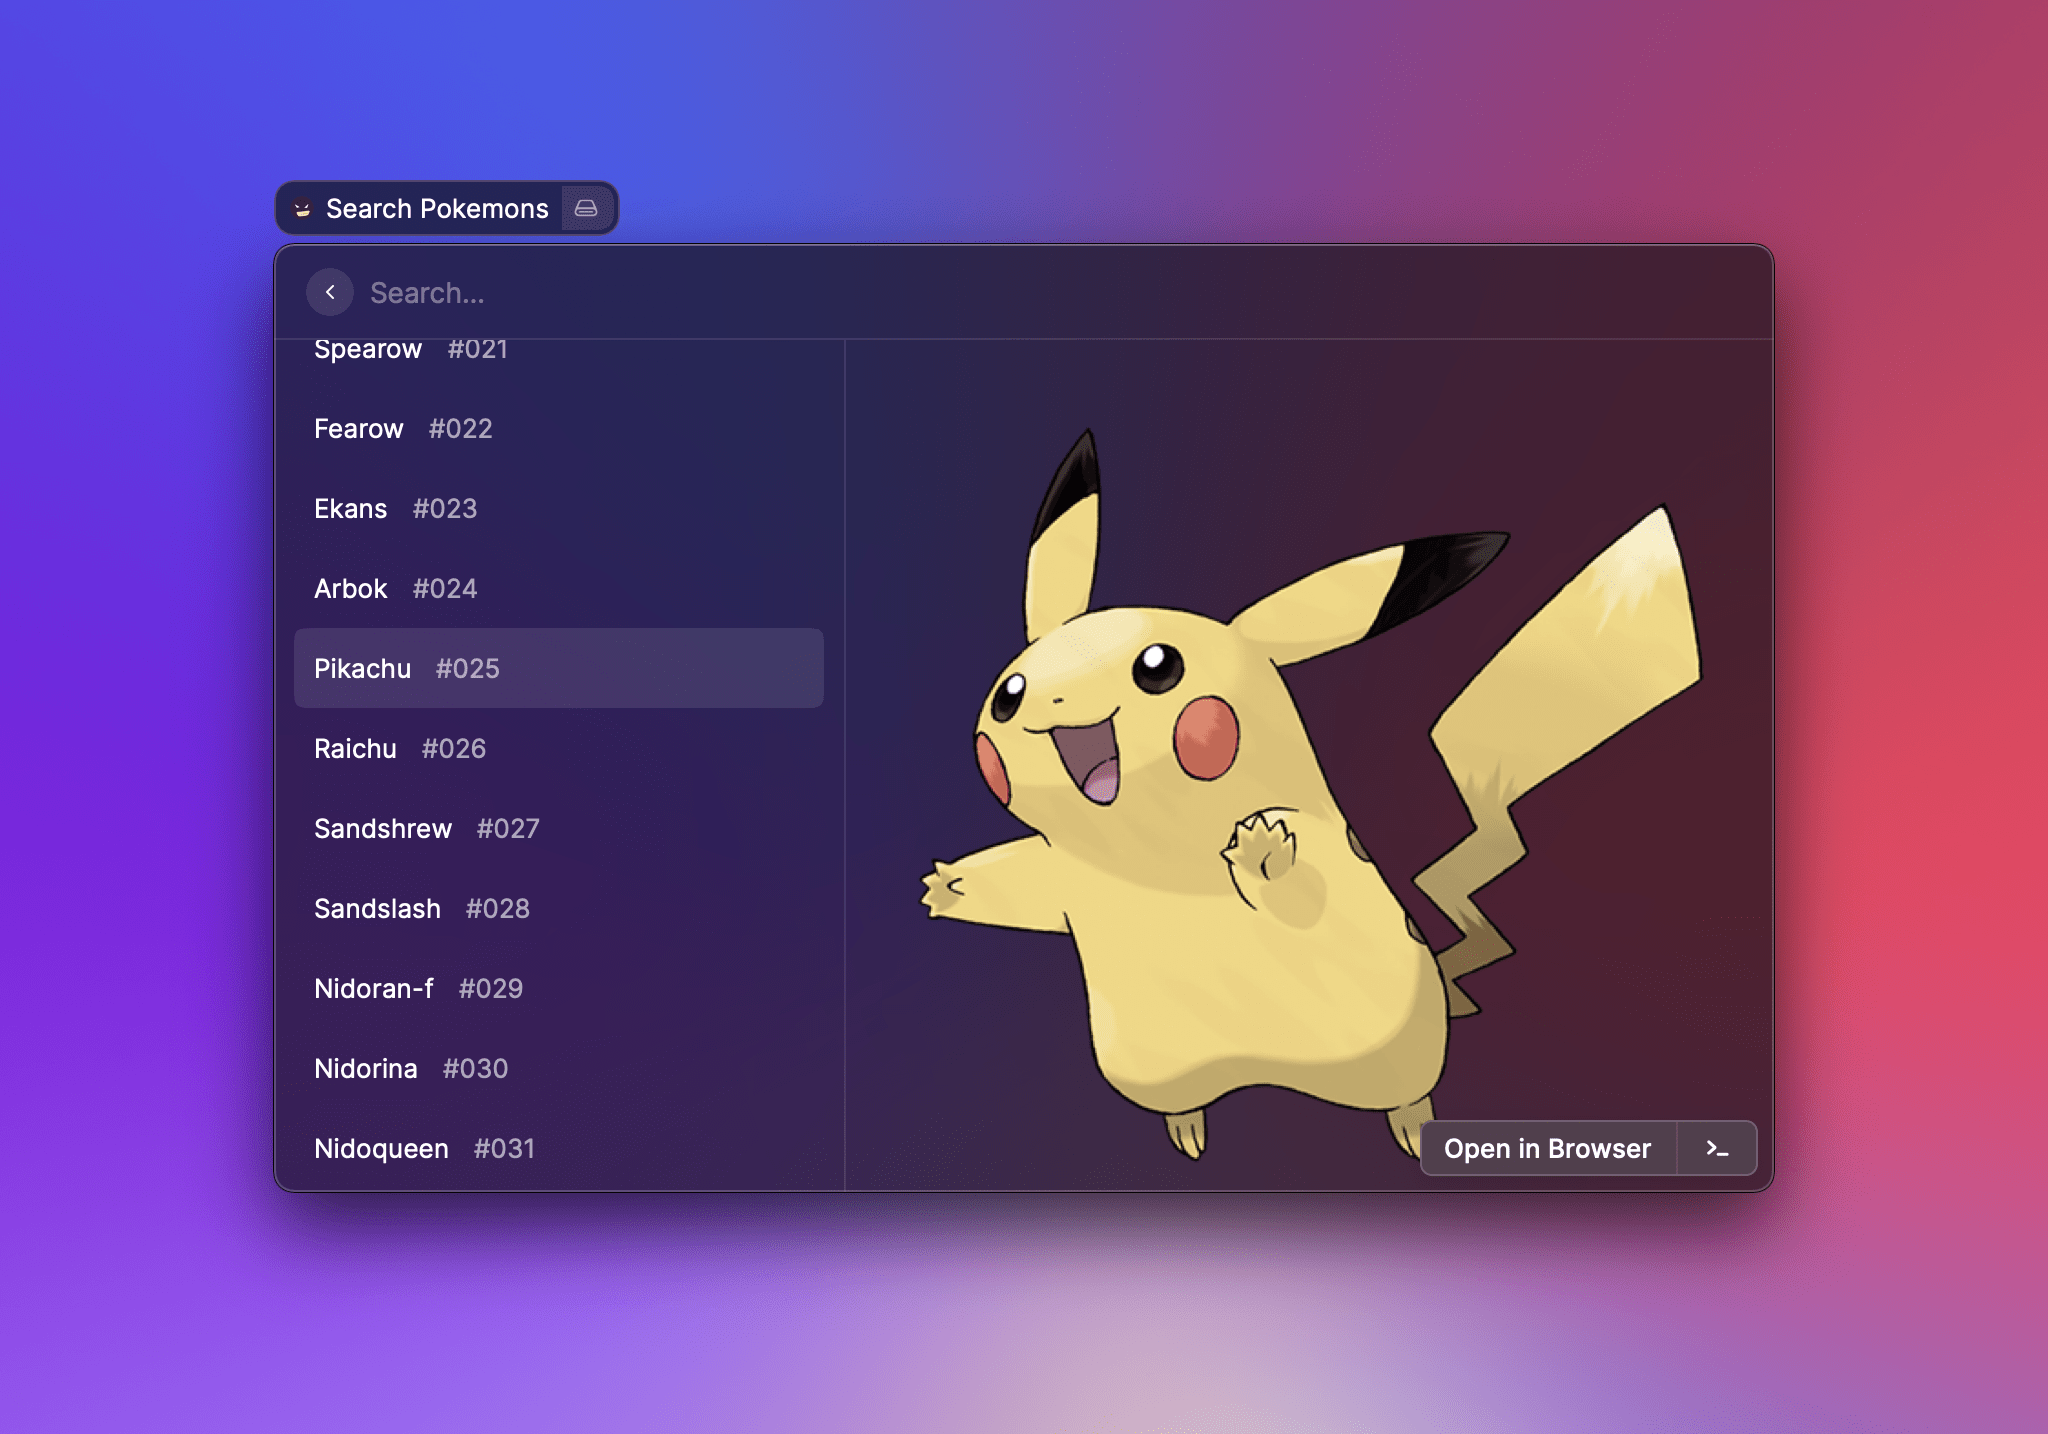 Search Pokemons
Search...
Spearow #021
Fearow #022
Ekans #023
Arbok #024
Pikachu #025
Raichu #026
Sandshrew #027
Sandslash #028
Nidoran-f #029
Nidorina #030
Nidoqueen #031
Open in Browser